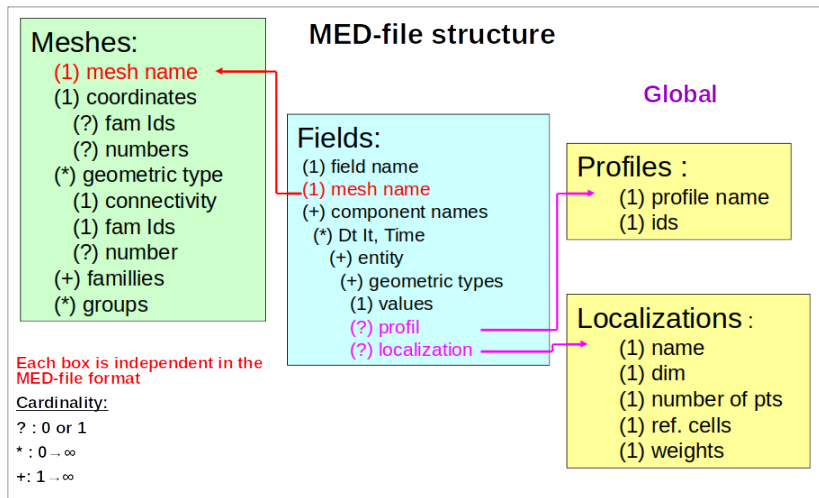 MED-file structure
Meshes:
(1) mesh name
(1) coordinates
(?) fam Ids
(?) numbers
(*) geometric type
(1) connectivity
(1) fam Ids
(?) number
(+) famillies
(*) groups
Fields:
(1) field name
(1) mesh name
(+) component names
(*) Dt It, Time
(+) entity
(+) geometric types
(1) values
(?) profil
(?) localization
Global
Profiles :
(1) profile name
(1) ids
Localizations :
(1) name
(1) dim
(1) number of pts
(1) ref. cells
(1) weights
Each box is independent in the
MED-file format
Cardinality:
? : 0 or 1
* : 0→∞
+: 1→∞